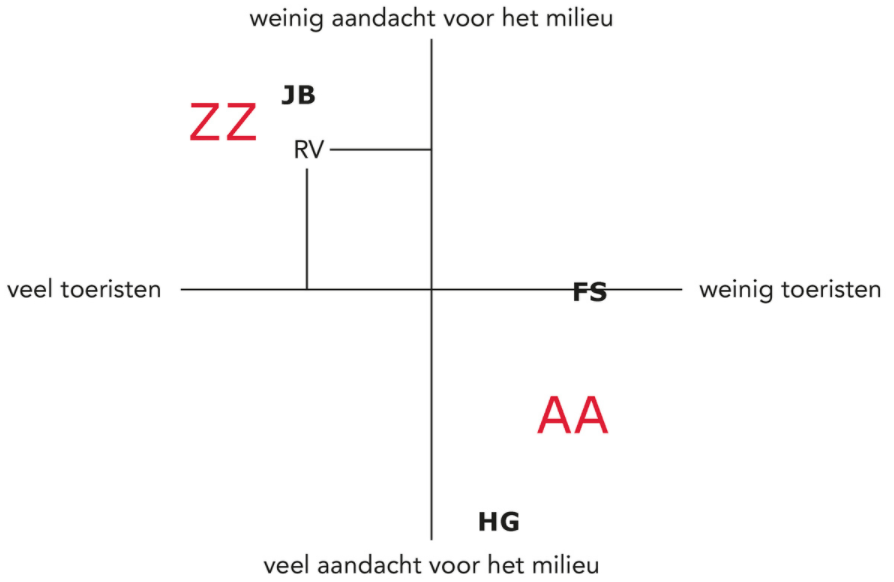 weinig aandacht voor het milieu
JB
ZZ
RV
veel toeristen
FS
weinig toeristen
AA
HG
veel aandacht voor het milieu